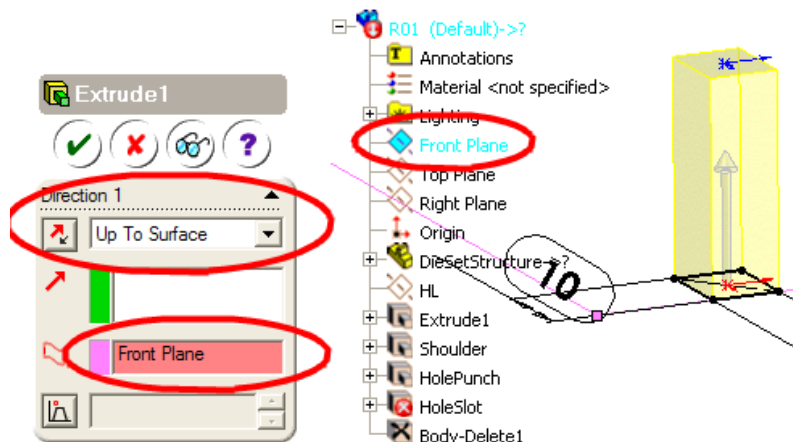 Extrude1
?
Direction 1
Up To Surface
Front Plane
R01 (Default)->?
Annotations
Material <not specified>
Lighting
Front Plane
Top Plane
Right Plane
Origin
DieSetStructure->?
HL
Extrude1
Shoulder
HolePunch
HoleSlot
Body-Delete1
10